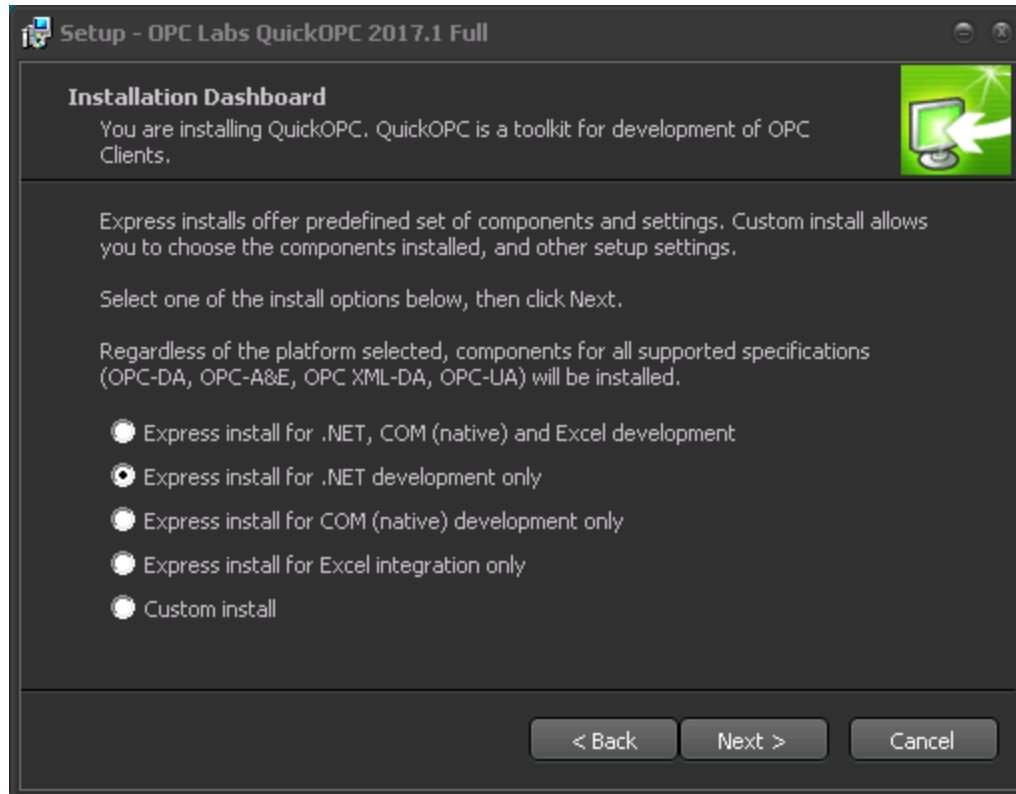 Setup - OPC Labs QuickOPC 2017.1 Full
Installation Dashboard
You are installing QuickOPC. QuickOPC is a toolkit for development of OPC
Clients.
Express installs offer predefined set of components and settings. Custom install allows
you to choose the components installed, and other setup settings.
Select one of the install options below, then click Next.
Regardless of the platform selected, components for all supported specifications
(OPC-DA, OPC-A&E, OPC XML-DA, OPC-UA) will be installed.
Express install for .NET, COM (native) and Excel development
Express install for .NET development only
Express install for COM (native) development only
Express install for Excel integration only
Custom install
< Back Next > Cancel